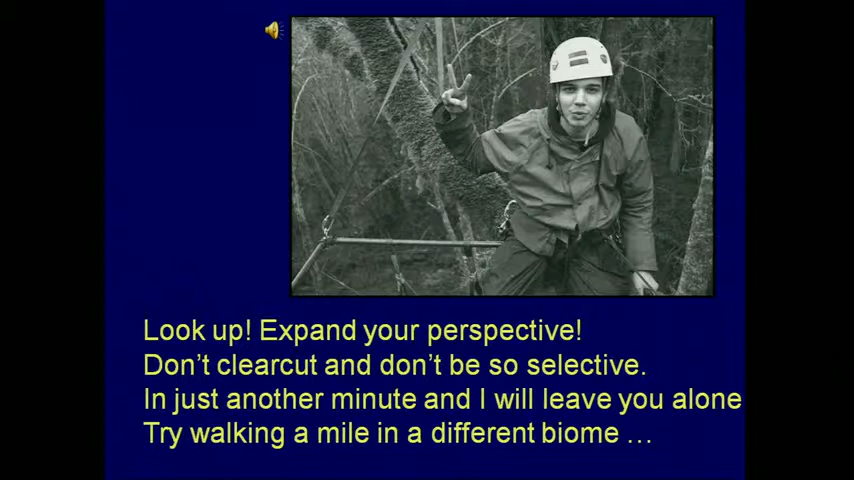 Look up! Expand your perspective!
Don't clearcut and don't be so selective.
In just another minute and I will leave you alone
Try walking a mile in a different biome …